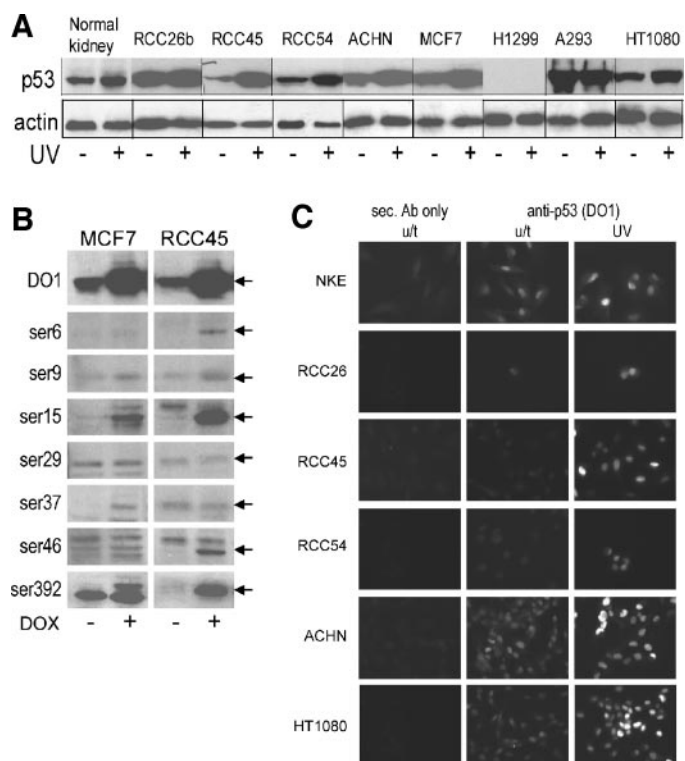 A
Normal kidney RCC26b RCC45 RCC54 ACHN MCF7 H1299 A293 HT1080
p53
actin
UV - + - + - + - + - + - + - + - + - +
B
MCF7 RCC45
DO1
ser6
ser9
ser15
ser29
ser37
ser46
ser392
DOX - + - +
C
sec. Ab only anti-p53 (DO1)
u/t u/t UV
NKE
RCC26
RCC45
RCC54
ACHN
HT1080